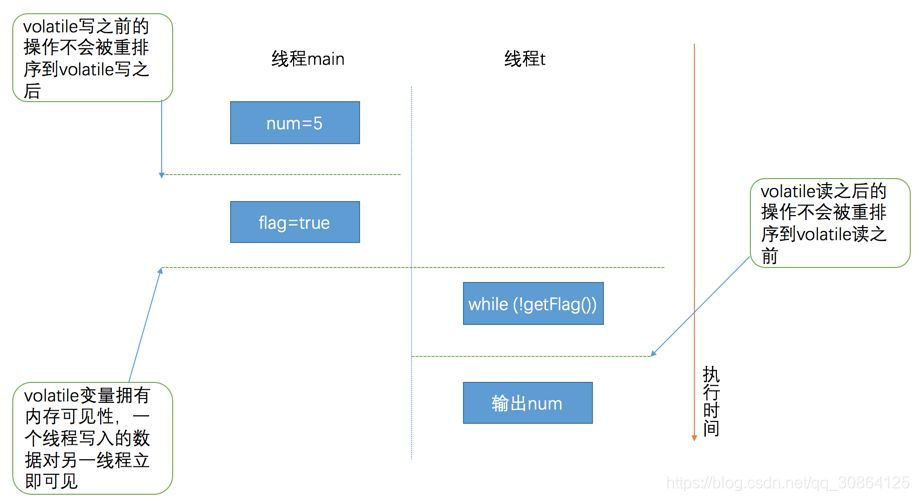 volatile写之前的
操作不会被重排
序到volatile写之
后
线程main
线程t
num=5
flag=true
volatile读之后的
操作不会被重排
序到volatile读之
前
while (!getFlag())
输出num
volatile变量拥有
内存可见性，一
个线程写入的数
据对另一线程立
即可见
执
行
时
间
https://blog.csdn.net/qq_30864125